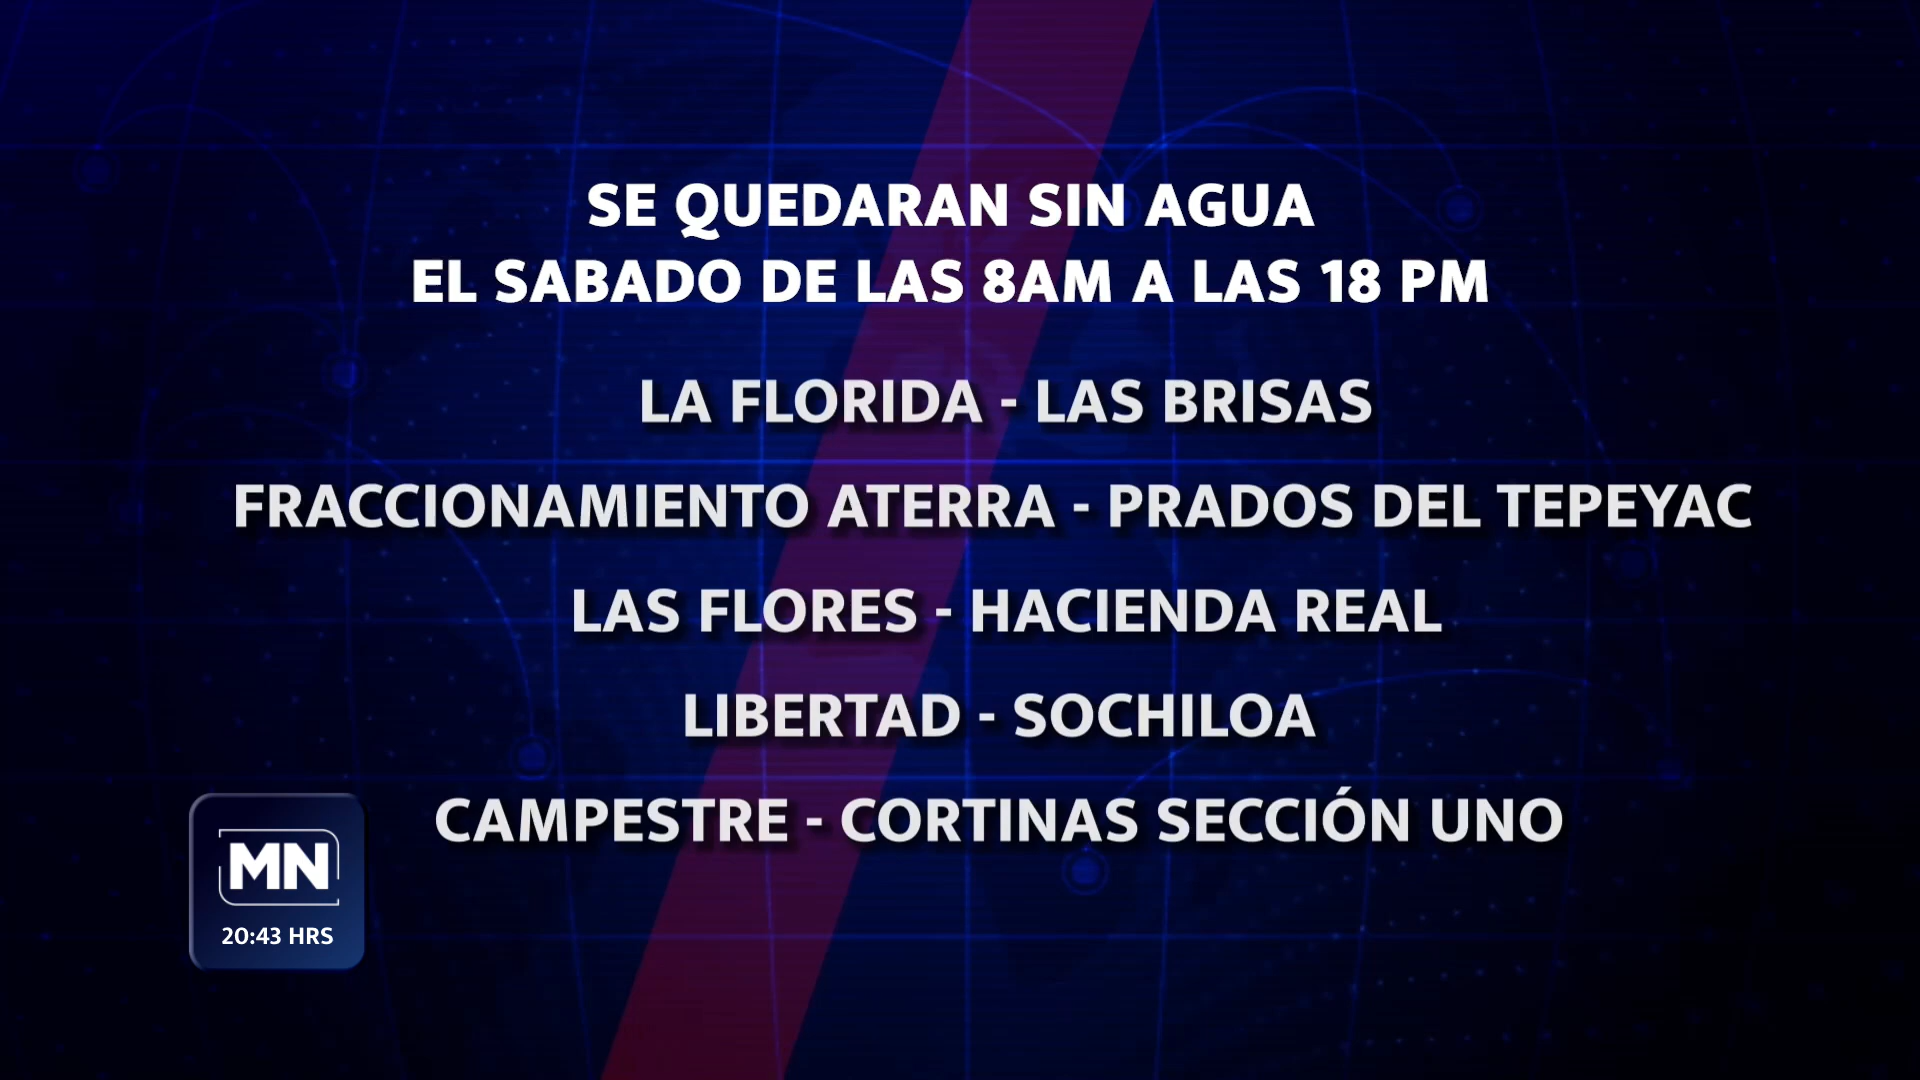 SE QUEDARAN SIN AGUA
EL SABADO DE LAS 8AM A LAS 18 PM
LA FLORIDA - LAS BRISAS
FRACCIONAMIENTO ATERRA - PRADOS DEL TEPEYAC
LAS FLORES - HACIENDA REAL
LIBERTAD - SOCHILOA
CAMPESTRE - CORTINAS SECCIÓN UNO
MN
20:43 HRS